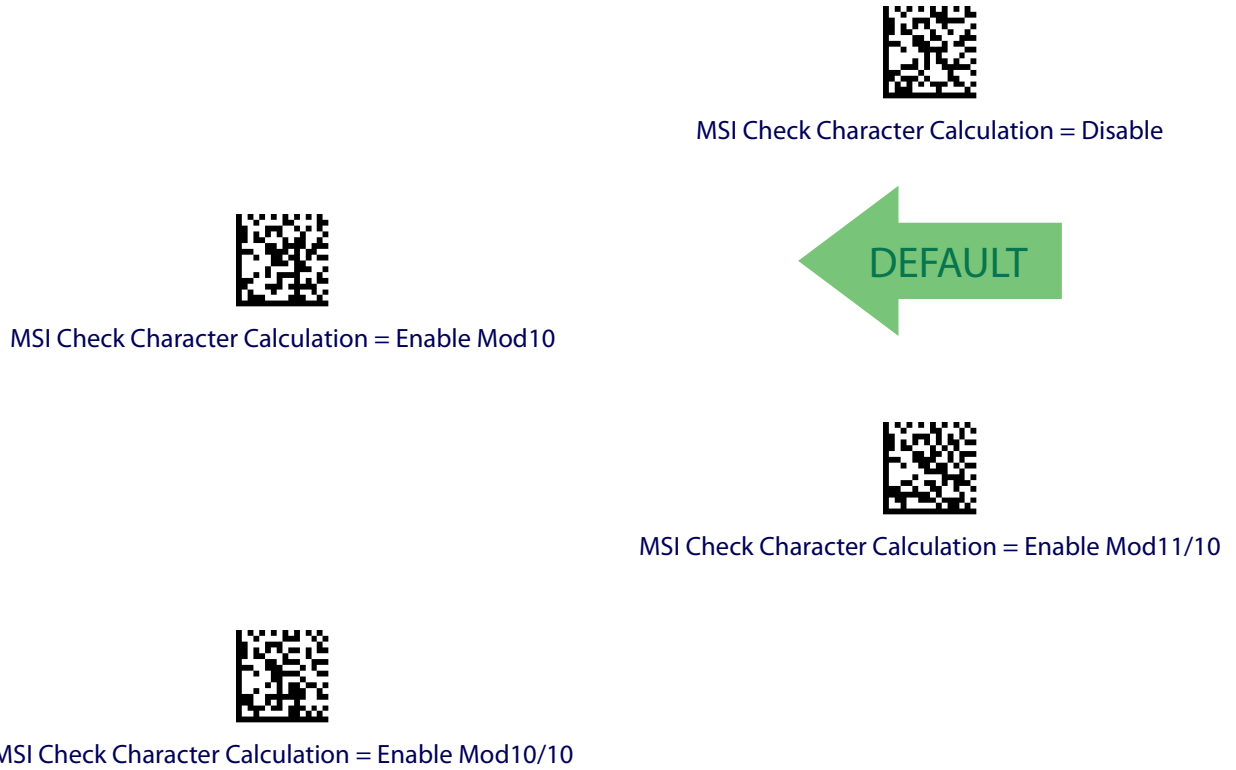 MSI Check Character Calculation = Disable
DEFAULT
MSI Check Character Calculation = Enable Mod10
MSI Check Character Calculation = Enable Mod11/10
MSI Check Character Calculation = Enable Mod10/10